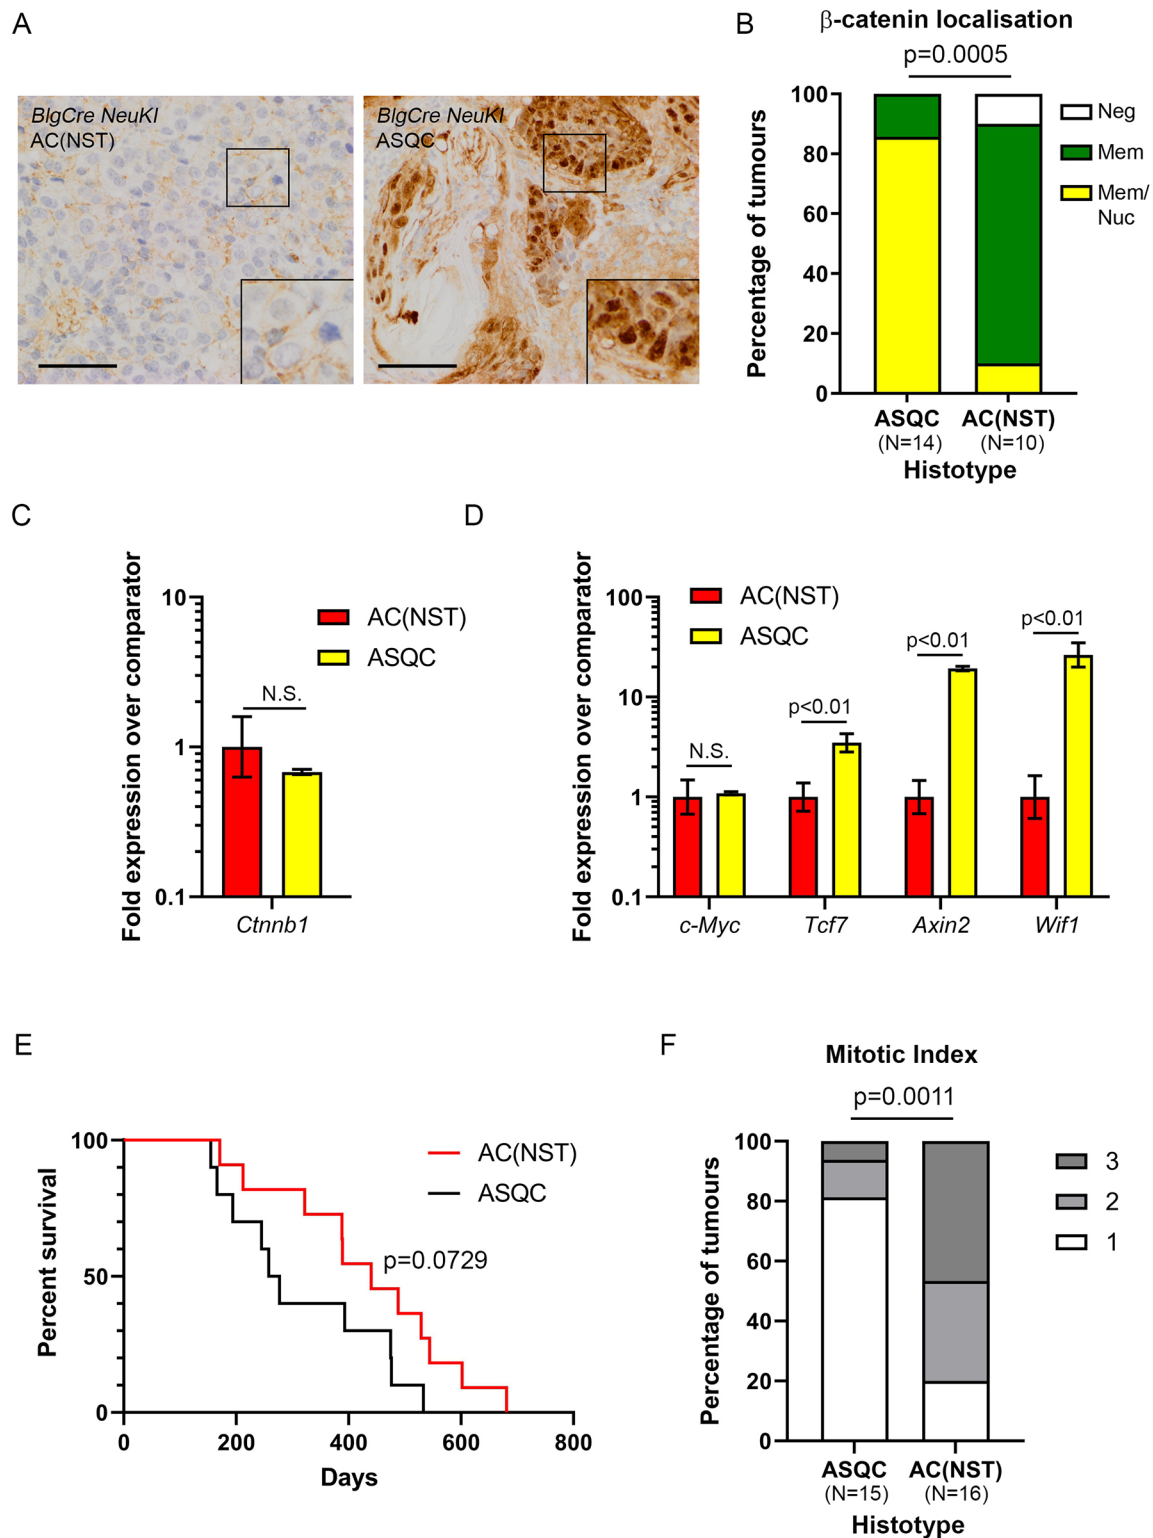 A
BlgCre NeuKI
AC(NST)
BlgCre NeuKI
ASQC
B
β-catenin localisation
p=0.0005
Percentage of tumours
100
80
60
40
20
0
Neg
Mem
Mem/
Nuc
ASQC
(N=14)
AC(NST)
(N=10)
Histotype
C
Fold expression over comparator
10
1
0.1
AC(NST)
ASQC
N.S.
Ctnnb1
D
Fold expression over comparator
100
10
1
0.1
AC(NST)
ASQC
N.S.
p<0.01
p<0.01
p<0.01
c-Myc
Tcf7
Axin2
Wif1
E
Percent survival
100
50
0
AC(NST)
ASQC
p=0.0729
0
200
400
600
800
Days
F
Mitotic Index
p=0.0011
Percentage of tumours
100
80
60
40
20
0
3
2
1
ASQC
(N=15)
AC(NST)
(N=16)
Histotype